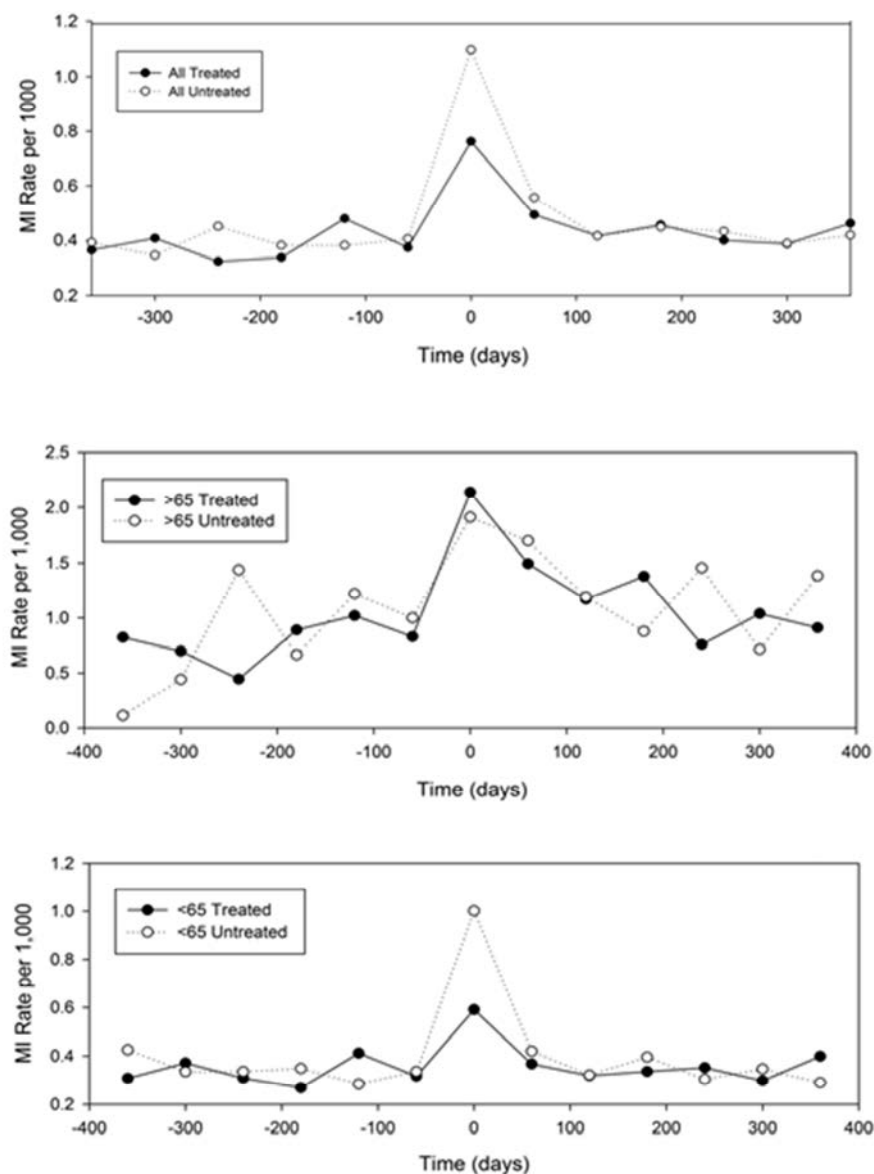 1.2
1.0
0.8
0.6
0.4
0.2
MI Rate per 1000
All Treated
All Untreated
-300 -200 -100 0 100 200 300
Time (days)
2.5
2.0
1.5
1.0
0.5
0.0
MI Rate per 1,000
>65 Treated
>65 Untreated
-400 -300 -200 -100 0 100 200 300 400
Time (days)
1.2
1.0
0.8
0.6
0.4
0.2
MI Rate per 1,000
<65 Treated
<65 Untreated
-400 -300 -200 -100 0 100 200 300 400
Time (days)